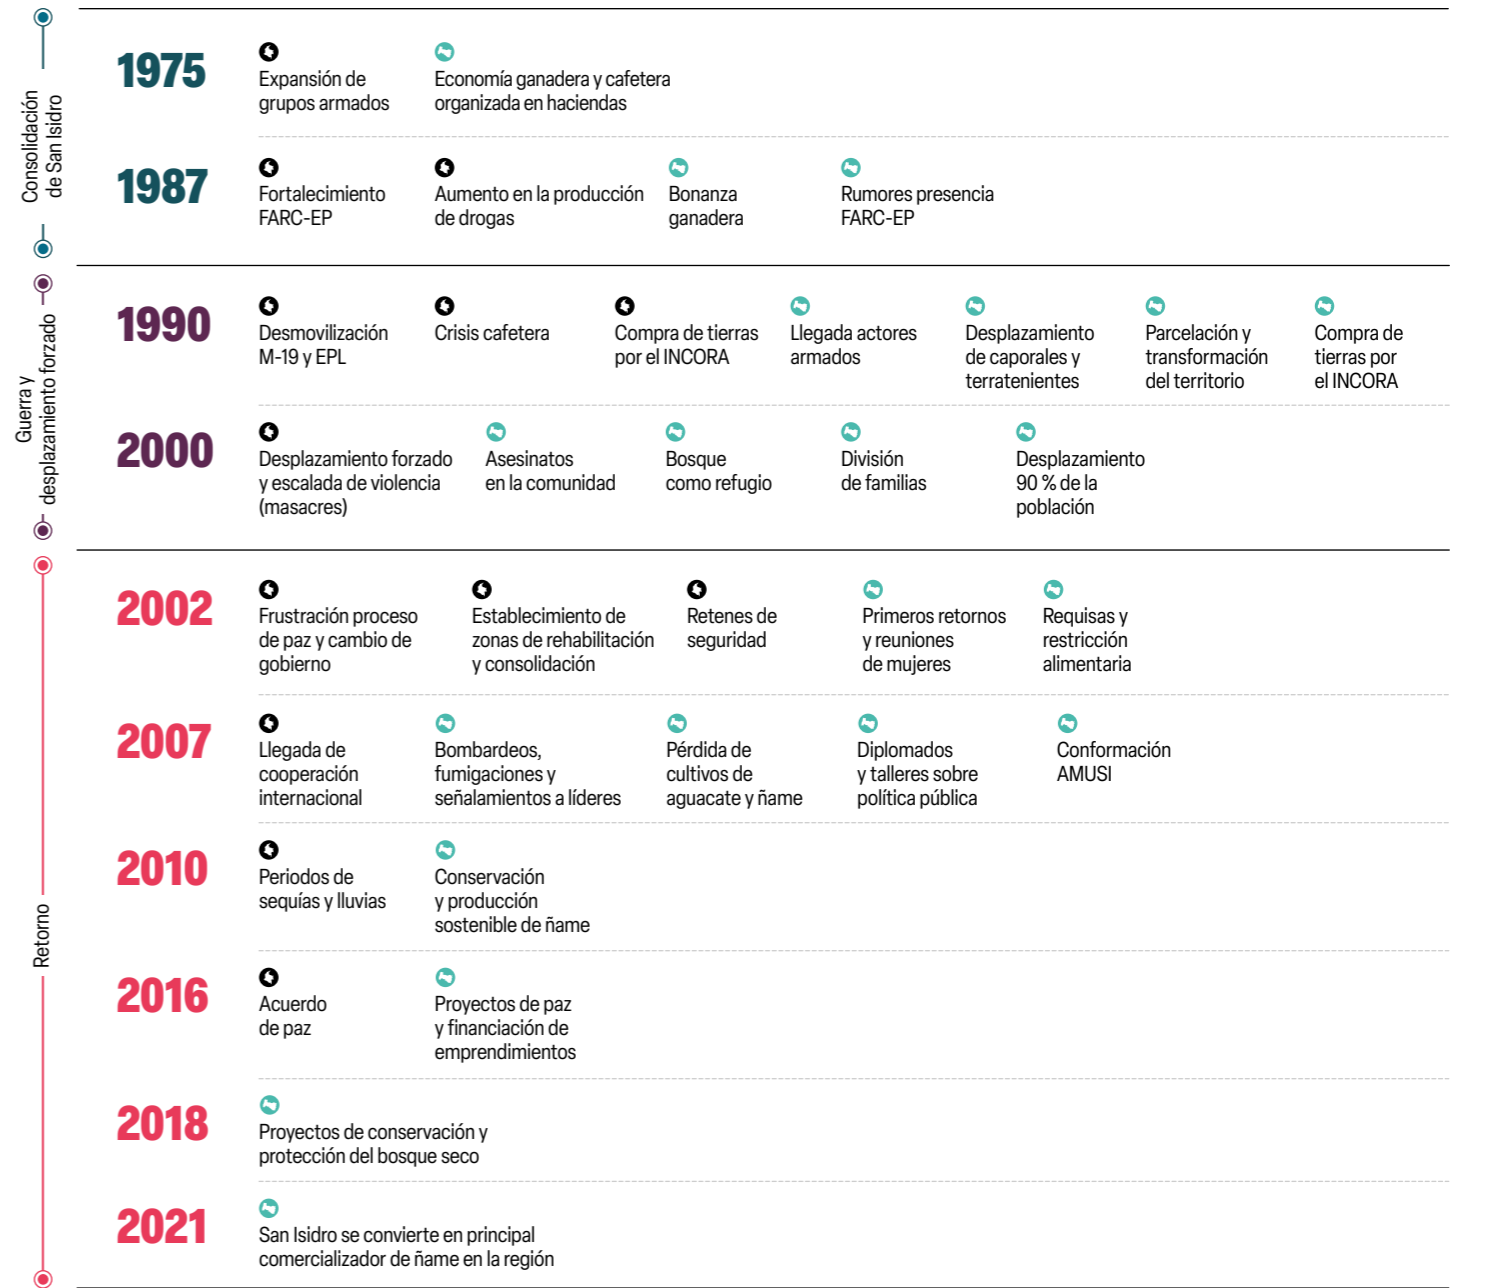 Consolidación
de San Isidro
1975
Expansión de
grupos armados
Economía ganadera y cafetera
organizada en haciendas
1987
Fortalecimiento
FARC-EP
Aumento en la producción
de drogas
Bonanza
ganadera
Rumores presencia
FARC-EP
Guerra y
desplazamiento forzado
1990
Desmovilización
M-19 y EPL
Crisis cafetera
Compra de tierras
por el INCORA
Llegada actores
armados
Desplazamiento
de caporales y
terratenientes
Parcelación y
transformación
del territorio
Compra de
tierras por
el INCORA
2000
Desplazamiento forzado
y escalada de violencia
(masacres)
Asesinatos
en la comunidad
Bosque
como refugio
División
de familias
Desplazamiento
90 % de la
población
Retorno
2002
Frustración proceso
de paz y cambio de
gobierno
Establecimiento de
zonas de rehabilitación
y consolidación
Retenes de
seguridad
Primeros retornos
y reuniones
de mujeres
Requisas y
restricción
alimentaria
2007
Llegada de
cooperación
internacional
Bombardeos,
fumigaciones y
señalamientos a líderes
Pérdida de
cultivos de
aguacate y ñame
Diplomados
y talleres sobre
política pública
Conformación
AMUSI
2010
Periodos de
sequías y lluvias
Conservación
y producción
sostenible de ñame
2016
Acuerdo
de paz
Proyectos de paz
y financiación de
emprendimientos
2018
Proyectos de conservación y
protección del bosque seco
2021
San Isidro se convierte en principal
comercializador de ñame en la región